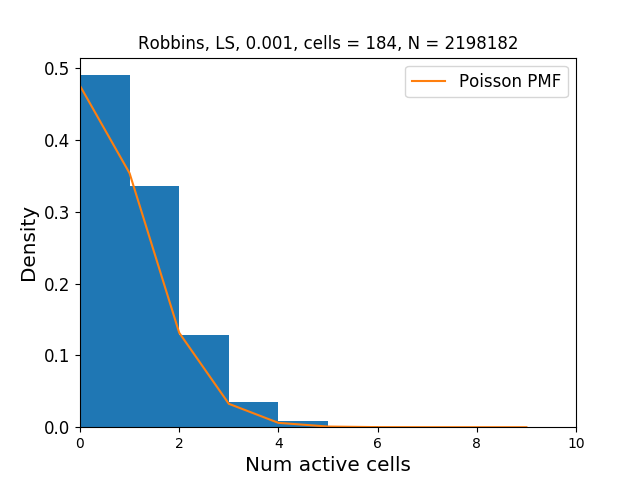 Robbins, LS, 0.001, cells = 184, N = 2198182
Poisson PMF
Density
0.5
0.4
0.3
0.2
0.1
0.0
0 2 4 6 8 10
Num active cells